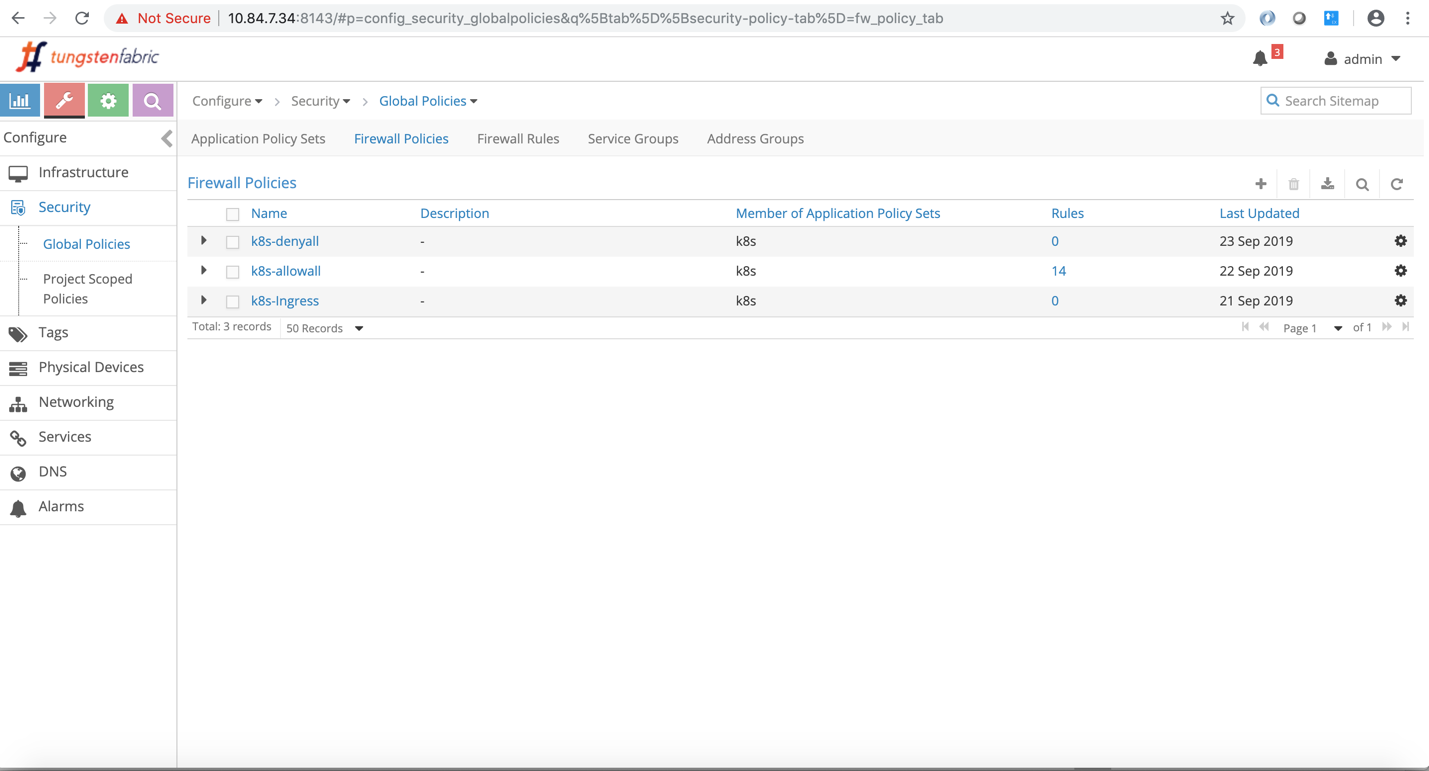 Not Secure 10.84.7.34:8143/#p=config_security_globalpolicies&q%5Btab%5D%5Bsecurity-policy-tab%5D=fw_policy_tab
tungstenfabric
3 admin
Configure Security Global Policies Search Sitemap
Configure
Application Policy Sets Firewall Policies Firewall Rules Service Groups Address Groups
Infrastructure
Security
Global Policies
Project Scoped
Policies
Tags
Physical Devices
Networking
Services
DNS
Alarms
Firewall Policies
Name Description Member of Application Policy Sets Rules Last Updated
k8s-denyall - k8s 0 23 Sep 2019
k8s-allowall - k8s 14 22 Sep 2019
k8s-Ingress - k8s 0 21 Sep 2019
Total: 3 records 50 Records Page 1 of 1